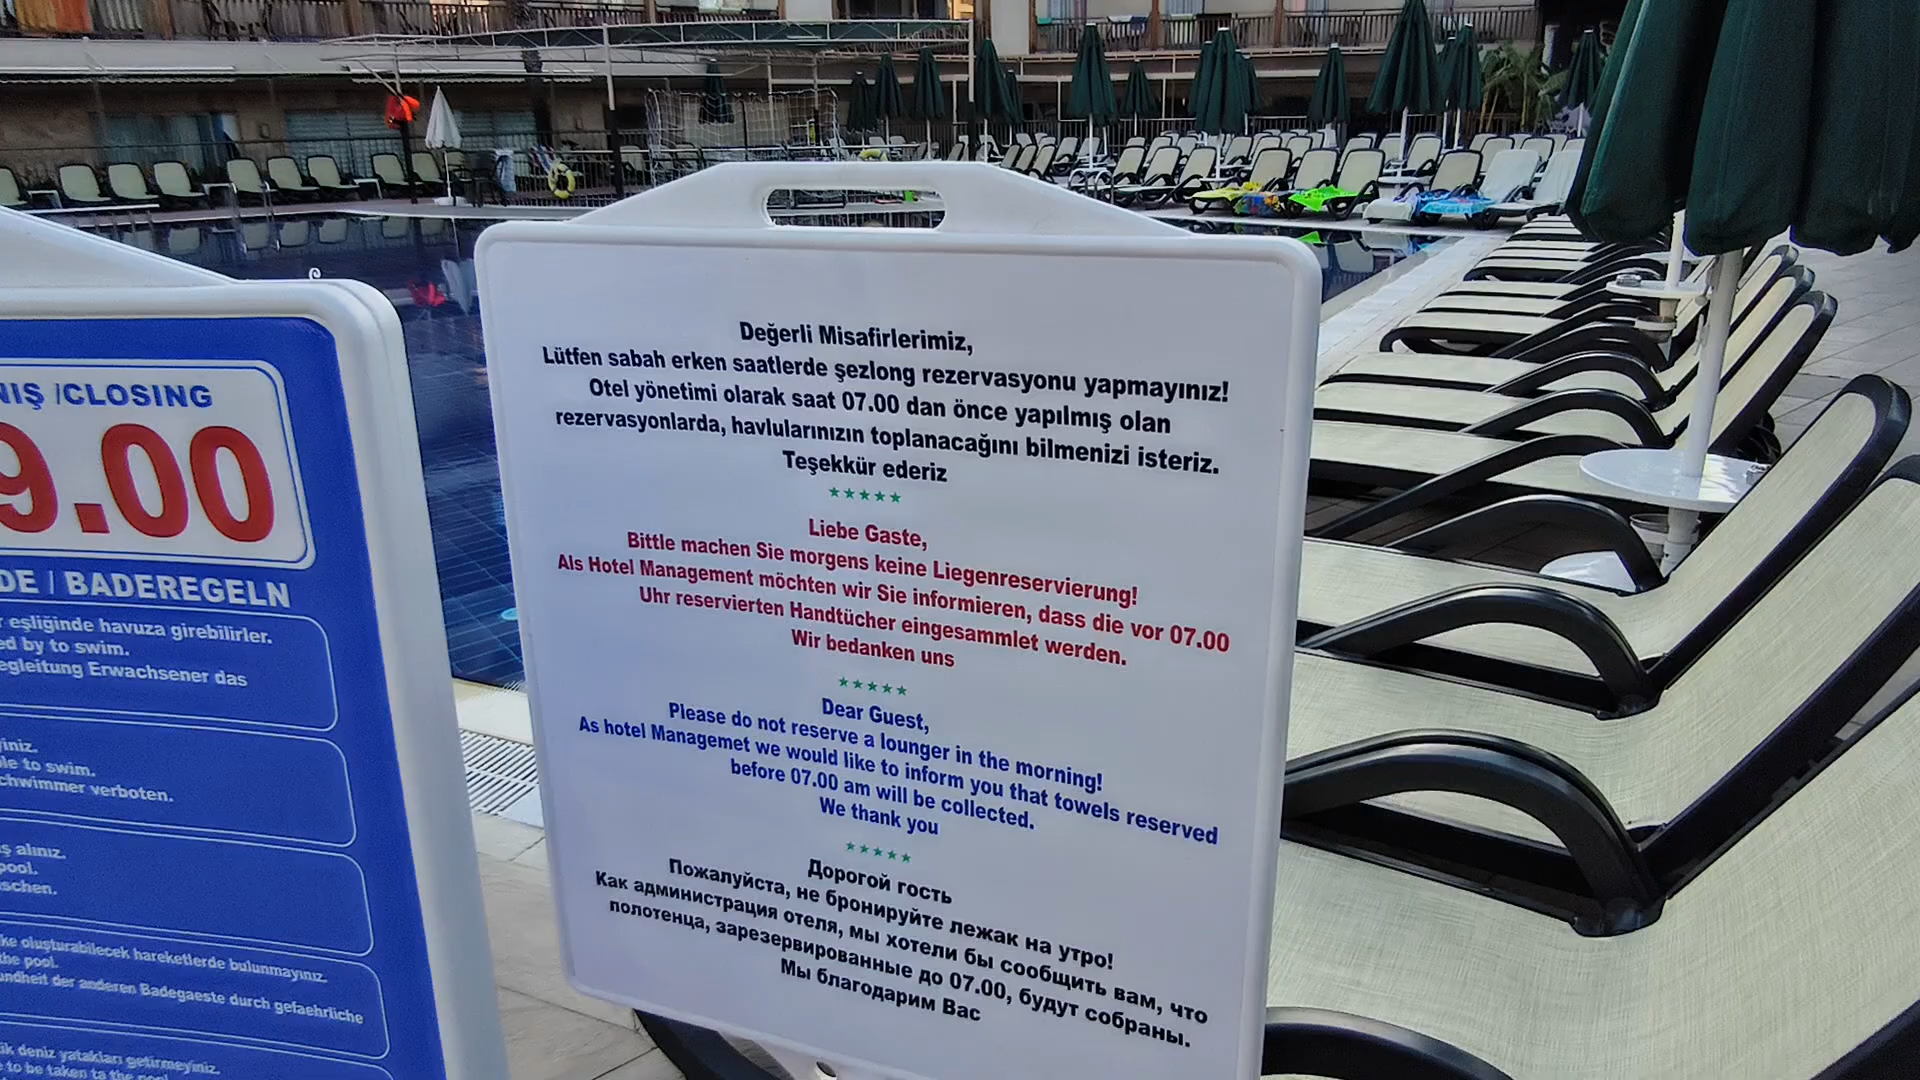 NIŞ /CLOSING
9.00
DE / BADEREGELN
eşliğinde havuza girebilirler.
ed by to swim.
egleitung Erwachsener das
yiniz.
le to swim.
chwimmer verboten.
ş alınız.
pool.
schen.
ke oluşturabilecek hareketlerde bulunmayınız.
the pool.
undheit der anderen Badegaeste durch gefaehrliche
ik deniz yatakları getirmeyiniz.
to be taken ta the pool
Değerli Misafirlerimiz,
Lütfen sabah erken saatlerde şezlong rezervasyonu yapmayınız!
Otel yönetimi olarak saat 07.00 dan önce yapılmış olan
rezervasyonlarda, havlularınızın toplanacağını bilmenizi isteriz.
Teşekkür ederiz
★★★★★
Liebe Gaste,
Bittle machen Sie morgens keine Liegenreservierung!
Als Hotel Management möchten wir Sie informieren, dass die vor 07.00
Uhr reservierten Handtücher eingesammlet werden.
Wir bedanken uns
★★★★★
Dear Guest,
Please do not reserve a lounger in the morning!
As hotel Managemet we would like to inform you that towels reserved
before 07.00 am will be collected.
We thank you
★★★★★
Дорогой гость
Пожалуйста, не бронируйте лежак на утро!
Как администрация отеля, мы хотели бы сообщить вам, что
полотенца, зарезервированные до 07.00, будут собраны.
Мы благодарим Вас